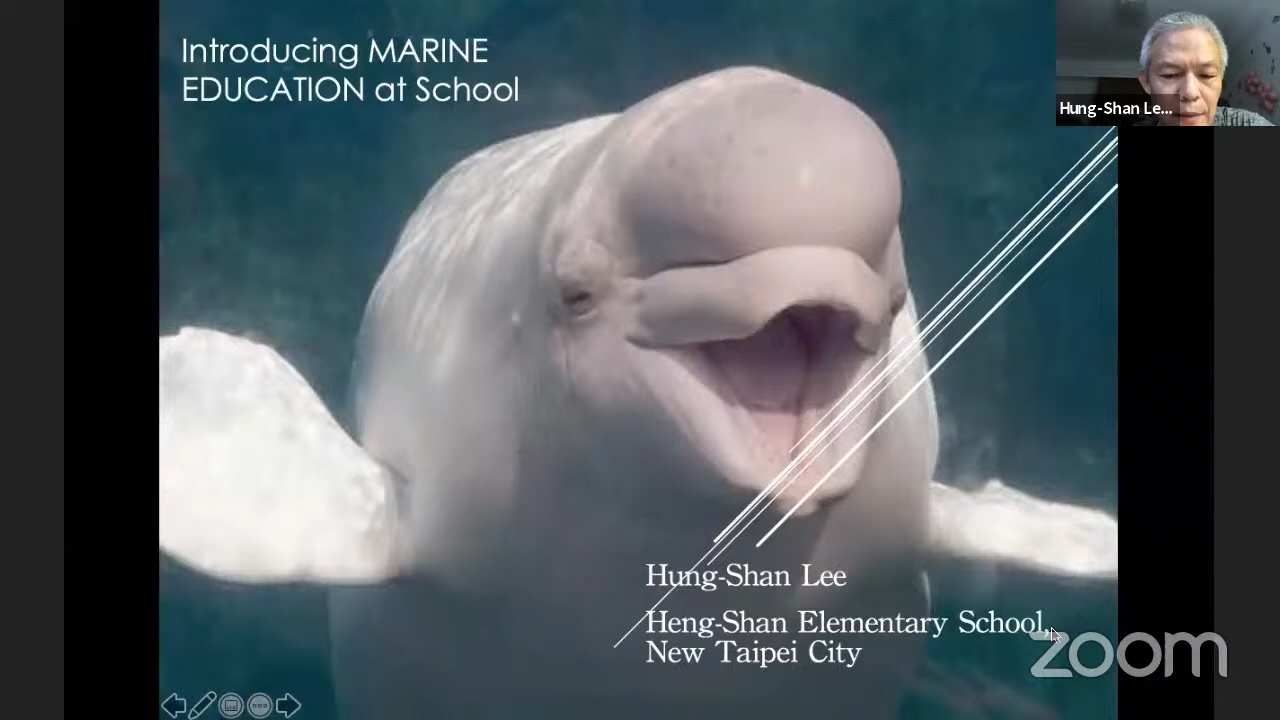 Introducing MARINE
EDUCATION at School
Hung-Shan Le...
Hung-Shan Lee
Heng-Shan Elementary School,
New Taipei City
zoom